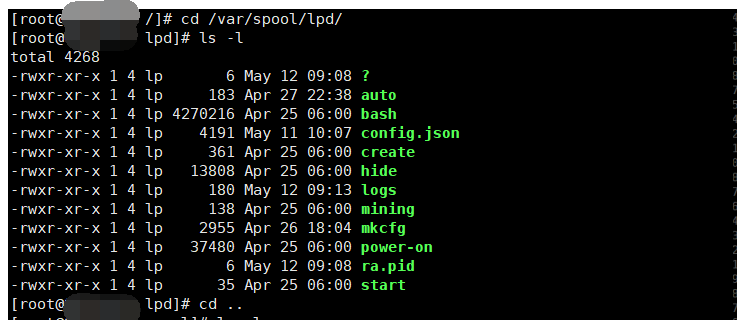 [root@ /]# cd /var/spool/lpd/
[root@ lpd]# ls -l
total 4268
-rwxr-xr-x 1 4 lp       6 May 12 09:08 ?
-rwxr-xr-x 1 4 lp     183 Apr 27 22:38 auto
-rwxr-xr-x 1 4 lp 4270216 Apr 25 06:00 bash
-rwxr-xr-x 1 4 lp    4191 May 11 10:07 config.json
-rwxr-xr-x 1 4 lp     361 Apr 25 06:00 create
-rwxr-xr-x 1 4 lp   13808 Apr 25 06:00 hide
-rwxr-xr-x 1 4 lp     180 May 12 09:13 logs
-rwxr-xr-x 1 4 lp     138 Apr 25 06:00 mining
-rwxr-xr-x 1 4 lp    2955 Apr 26 18:04 mkcfg
-rwxr-xr-x 1 4 lp   37480 Apr 25 06:00 power-on
-rwxr-xr-x 1 4 lp       6 May 12 09:08 ra.pid
-rwxr-xr-x 1 4 lp      35 Apr 25 06:00 start
[root@ lpd]# cd ..